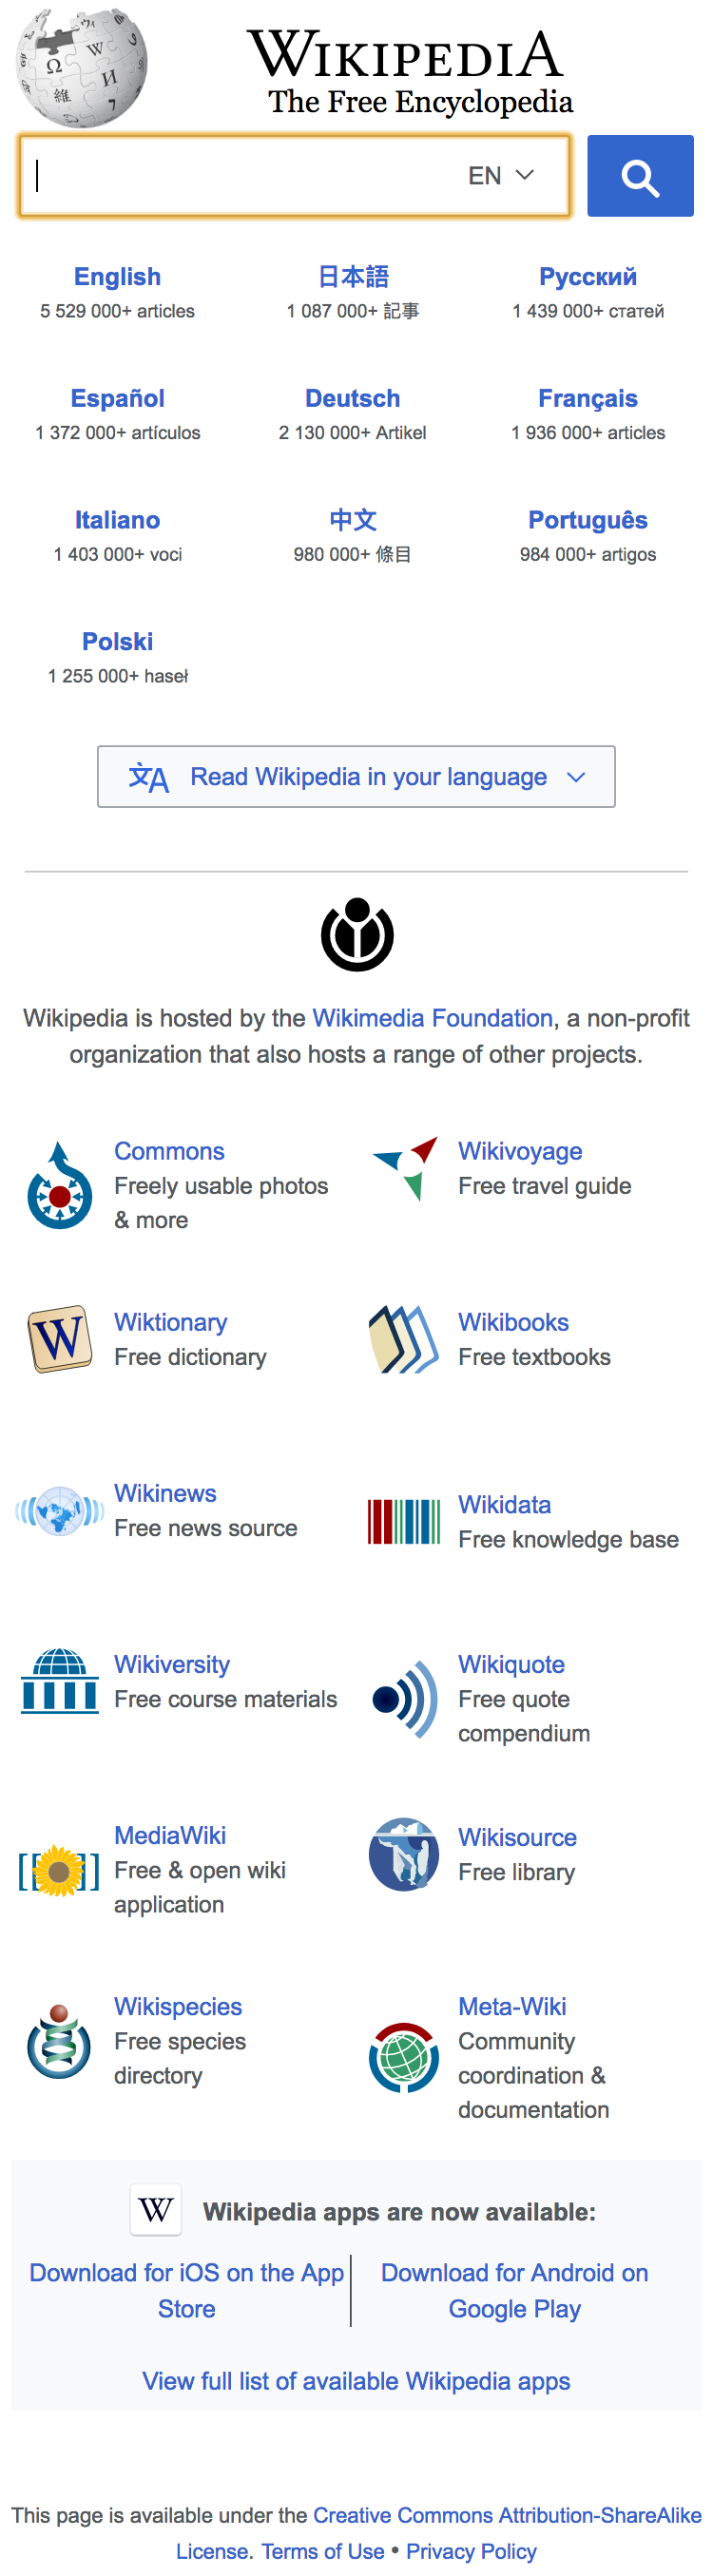 WIKIPEDIA
The Free Encyclopedia
EN
English
5 529 000+ articles
日本語
1 087 000+ 記事
Русский
1 439 000+ статей
Español
1 372 000+ artículos
Deutsch
2 130 000+ Artikel
Français
1 936 000+ articles
Italiano
1 403 000+ voci
中文
980 000+ 條目
Português
984 000+ artigos
Polski
1 255 000+ haseł
Read Wikipedia in your language
Wikipedia is hosted by the Wikimedia Foundation, a non-profit
organization that also hosts a range of other projects.
Commons
Freely usable photos
& more
Wikivoyage
Free travel guide
W
Wiktionary
Free dictionary
Wikibooks
Free textbooks
Wikinews
Free news source
Wikidata
Free knowledge base
Wikiversity
Free course materials
Wikiquote
Free quote
compendium
[[ ]]
MediaWiki
Free & open wiki
application
Wikisource
Free library
Wikispecies
Free species
directory
Meta-Wiki
Community
coordination &
documentation
W
Wikipedia apps are now available:
Download for iOS on the App
Store
Download for Android on
Google Play
View full list of available Wikipedia apps
This page is available under the Creative Commons Attribution-ShareAlike
License. Terms of Use • Privacy Policy